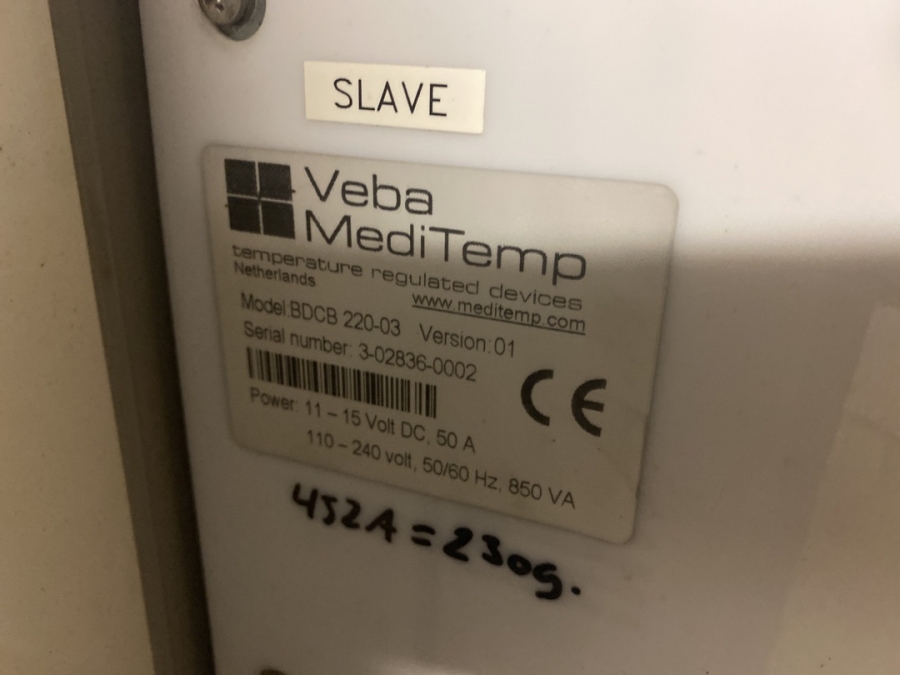 SLAVE
Veba
MediTemp
temperature regulated devices
Netherlands
www.meditemp.com
Model:BDCB 220-03 Version:01
Serial number: 3-02836-0002
CE
Power: 11 – 15 Volt DC, 50 A
110 – 240 volt, 50/60 Hz, 850 VA
452A = 230g.